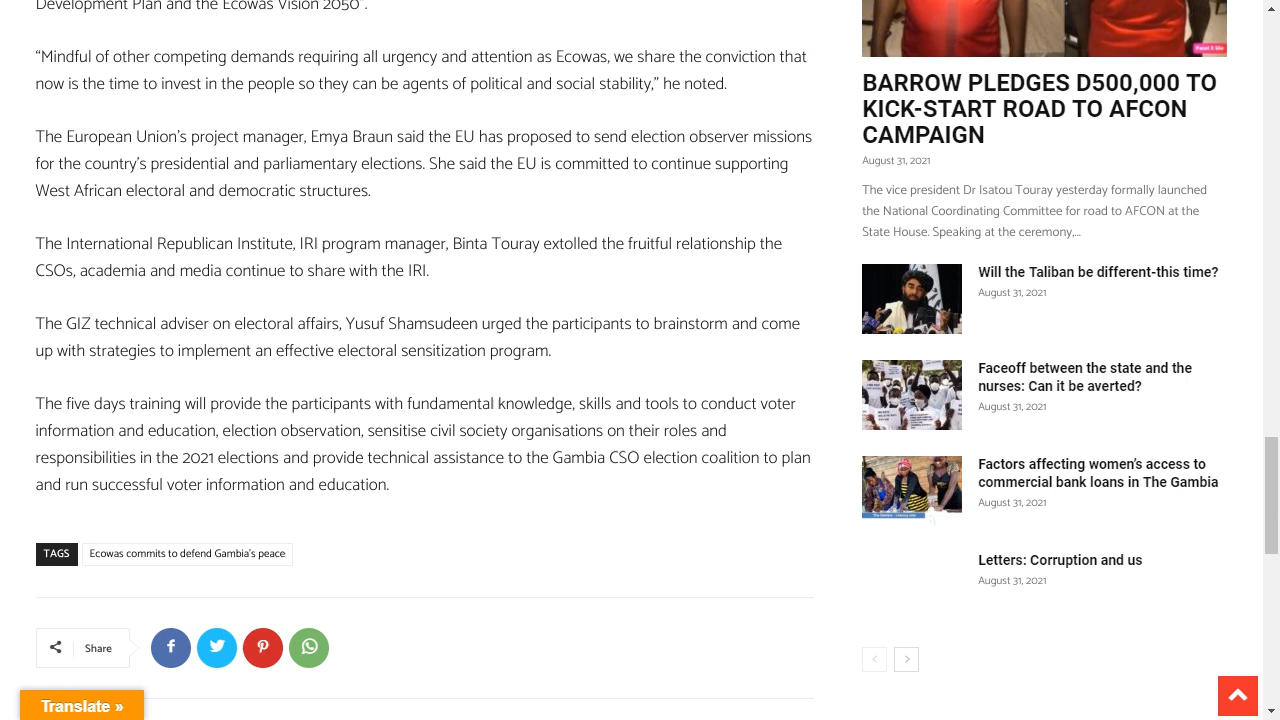 Development Plan and the Ecowas Vision 2050”.
“Mindful of other competing demands requiring all urgency and attention as Ecowas, we share the conviction that
now is the time to invest in the people so they can be agents of political and social stability,” he noted.
The European Union’s project manager, Emya Braun said the EU has proposed to send election observer missions
for the country’s presidential and parliamentary elections. She said the EU is committed to continue supporting
West African electoral and democratic structures.
The International Republican Institute, IRI program manager, Binta Touray extolled the fruitful relationship the
CSOs, academia and media continue to share with the IRI.
The GIZ technical adviser on electoral affairs, Yusuf Shamsudeen urged the participants to brainstorm and come
up with strategies to implement an effective electoral sensitization program.
The five days training will provide the participants with fundamental knowledge, skills and tools to conduct voter
information and election observation, sensitise civil society organisations on their roles and
responsibilities in the 2021 elections and provide technical assistance to the Gambia CSO election coalition to plan
and run successful voter information and education.
TAGS Ecowas commits to defend Gambia's peace
Share
Translate »
BARROW PLEDGES D500,000 TO
KICK-START ROAD TO AFCON
CAMPAIGN
August 31, 2021
The vice president Dr Isatou Touray yesterday formally launched
the National Coordinating Committee for road to AFCON at the
State House. Speaking at the ceremony,...
Will the Taliban be different-this time?
August 31, 2021
Faceoff between the state and the
nurses: Can it be averted?
August 31, 2021
Factors affecting women’s access to
commercial bank loans in The Gambia
August 31, 2021
Letters: Corruption and us
August 31, 2021